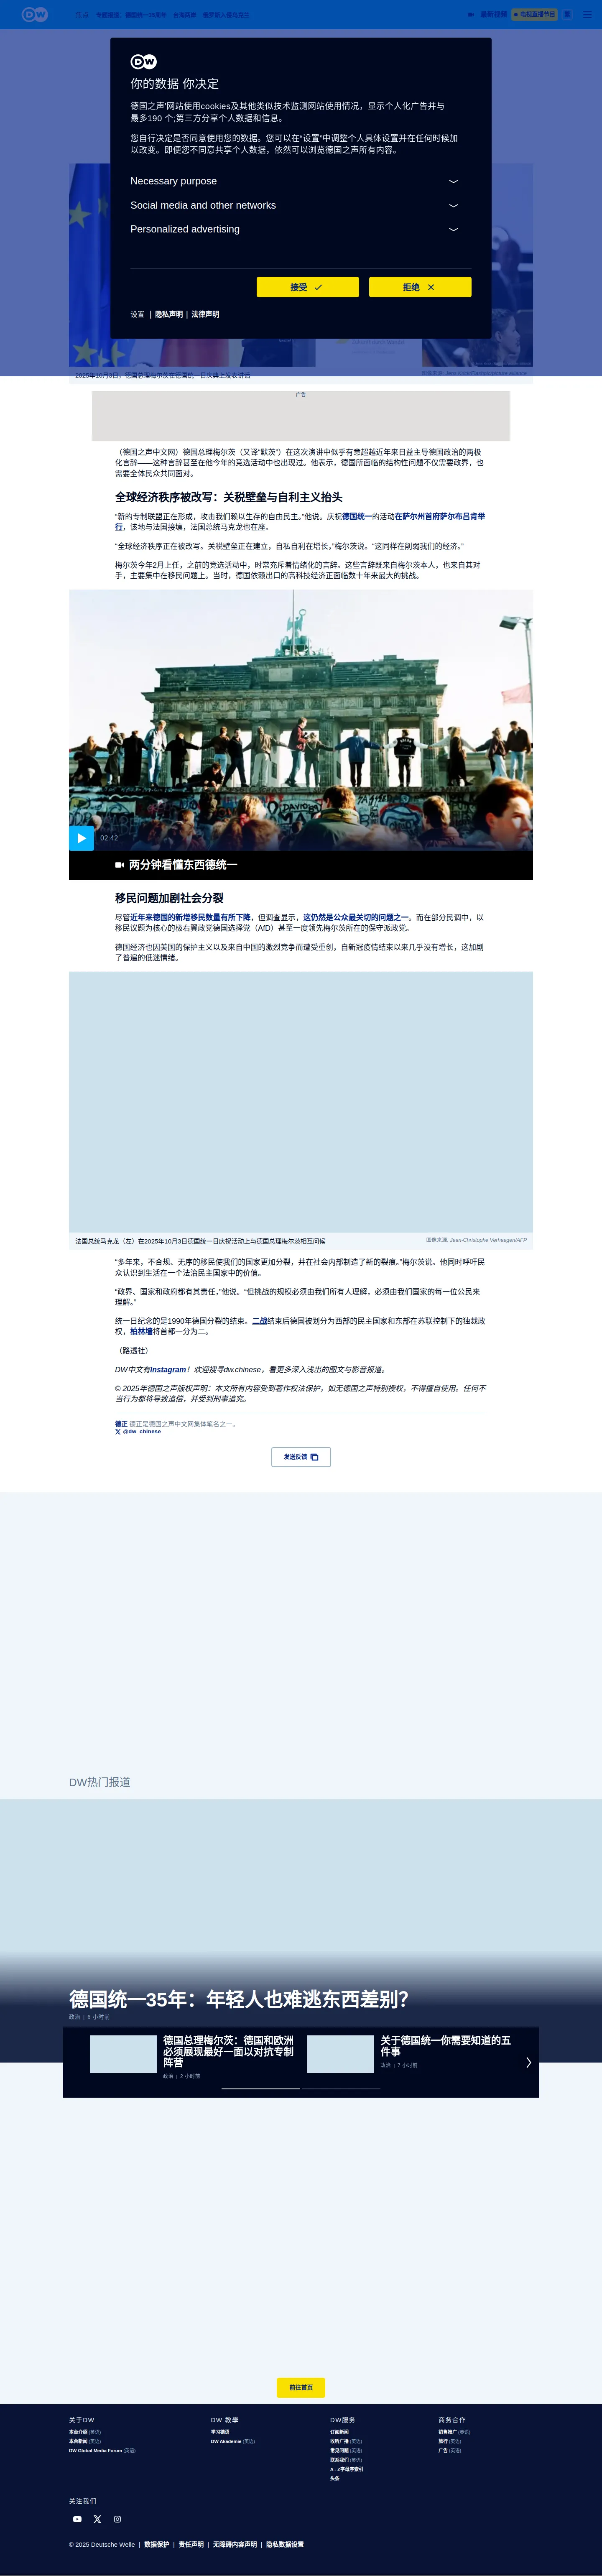 DW
焦 点
专题报道：德国统一35周年
台海两岸
俄罗斯入侵乌克兰
最新视频
电视直播节目
DW
你的数据 你决定
德国之声'网站使用cookies及其他类似技术监测网站使用情况，显示个人化广告并与
最多190 个;第三方分享个人数据和信息。
您自行决定是否同意使用您的数据。您可以在“设置”中调整个人具体设置并在任何时候加
以改变。即便您不同意共享个人数据，依然可以浏览德国之声所有内容。
Necessary purpose
Social media and other networks
Personalized advertising
接受
拒绝
设置 | 隐私声明 | 法律声明
2025年10月3日，德国总理梅尔茨在德国统一日庆典上发表讲话
广告
（德国之声中文网）德国总理梅尔茨（又译“默茨”）在这次演讲中似乎有意超越近年来日益主导德国政治的两极
化言辞——这种言辞甚至在他今年的竞选活动中也出现过。他表示，德国所面临的结构性问题不仅需要政界，也
需要全体民众共同面对。
全球经济秩序被改写：关税壁垒与自利主义抬头
“新的专制联盟正在形成，攻击我们赖以生存的自由民主。”他说。庆祝德国统一的活动在萨尔州首府萨尔布吕肯举
行，该地与法国接壤，法国总统马克龙也在座。
“全球经济秩序正在被改写。关税壁垒正在建立，自私自利在增长，”梅尔茨说。“这同样在削弱我们的经济。”
梅尔茨今年2月上任，之前的竞选活动中，时常充斥着情绪化的言辞。这些言辞既来自梅尔茨本人，也来自其对
手，主要集中在移民问题上。当时，德国依赖出口的高科技经济正面临数十年来最大的挑战。
02:42
两分钟看懂东西德统一
移民问题加剧社会分裂
尽管近年来德国的新增移民数量有所下降，但调查显示，这仍然是公众最关切的问题之一。而在部分民调中，以
移民议题为核心的极右翼政党德国选择党（AfD）甚至一度领先梅尔茨所在的保守派政党。
德国经济也因美国的保护主义以及来自中国的激烈竞争而遭受重创，自新冠疫情结束以来几乎没有增长，这加剧
了普遍的低迷情绪。
法国总统马克龙（左）在2025年10月3日德国统一日庆祝活动上与德国总理梅尔茨相互问候
图像来源: Jean-Christophe Verhaegen/AFP
“多年来，不合规、无序的移民使我们的国家更加分裂，并在社会内部制造了新的裂痕。”梅尔茨说。他同时呼吁民
众认识到生活在一个法治民主国家中的价值。
“政界、国家和政府都有其责任，”他说。“但挑战的规模必须由我们所有人理解，必须由我们国家的每一位公民来
理解。”
统一日纪念的是1990年德国分裂的结束。二战结束后德国被划分为西部的民主国家和东部在苏联控制下的独裁政
权，柏林墙将首都一分为二。
（路透社）
DW中文有Instagram！欢迎搜寻dw.chinese，看更多深入浅出的图文与影音报道。
© 2025年德国之声版权声明：本文所有内容受到著作权法保护，如无德国之声特别授权，不得擅自使用。任何不
当行为都将导致追偿，并受到刑事追究。
德正 德正是德国之声中文网集体笔名之一。
@dw_chinese
发送反馈
DW热门报道
德国统一35年：年轻人也难逃东西差别？
政治 | 6 小时前
德国总理梅尔茨：德国和欧洲
必须展现最好一面以对抗专制
阵营
政治 | 2 小时前
关于德国统一你需要知道的五
件事
政治 | 7 小时前
前往首页
关于DW
本台介绍 (英语)
本台新闻 (英语)
DW Global Media Forum (英语)
DW 教學
学习德语
DW Akademie (英语)
DW服务
订阅新闻
收听广播 (英语)
常见问题 (英语)
联系我们 (英语)
A - Z字母序索引
头条
商务合作
销售推广 (英语)
旅行 (英语)
广告 (英语)
关注我们
© 2025 Deutsche Welle | 数据保护 | 责任声明 | 无障碍内容声明 | 隐私数据设置